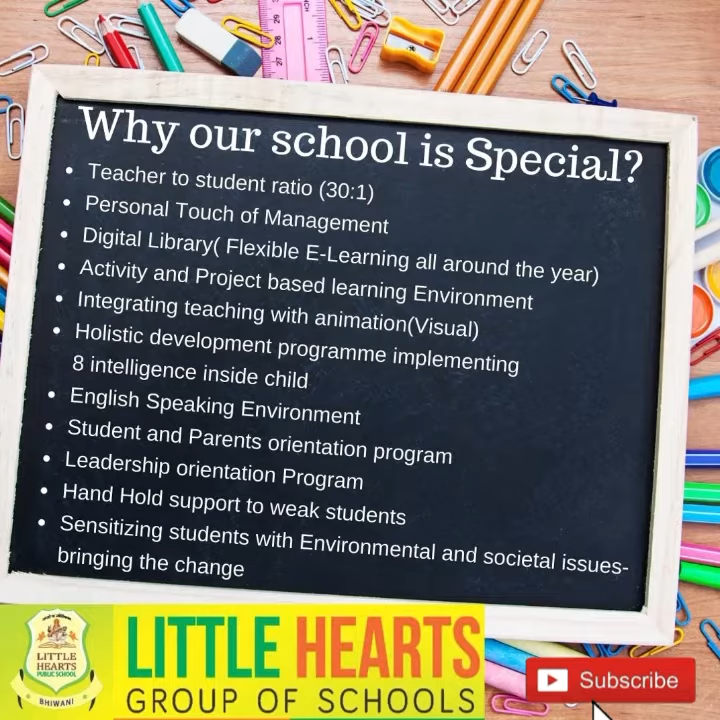 Why our school is Special?
• Teacher to student ratio (30:1)
• Personal Touch of Management
• Digital Library( Flexible E-Learning all around the year)
• Activity and Project based learning Environment
• Integrating teaching with animation(Visual)
• Holistic development programme implementing
8 intelligence inside child
• English Speaking Environment
• Student and Parents orientation program
• Leadership orientation Program
• Hand Hold support to weak students
• Sensitizing students with Environmental and societal issues-
bringing the change
LITTLE
HEARTS
PUBLIC SCHOOL
BHIWANI
LITTLE HEARTS
GROUP OF SCHOOLS
Subscribe